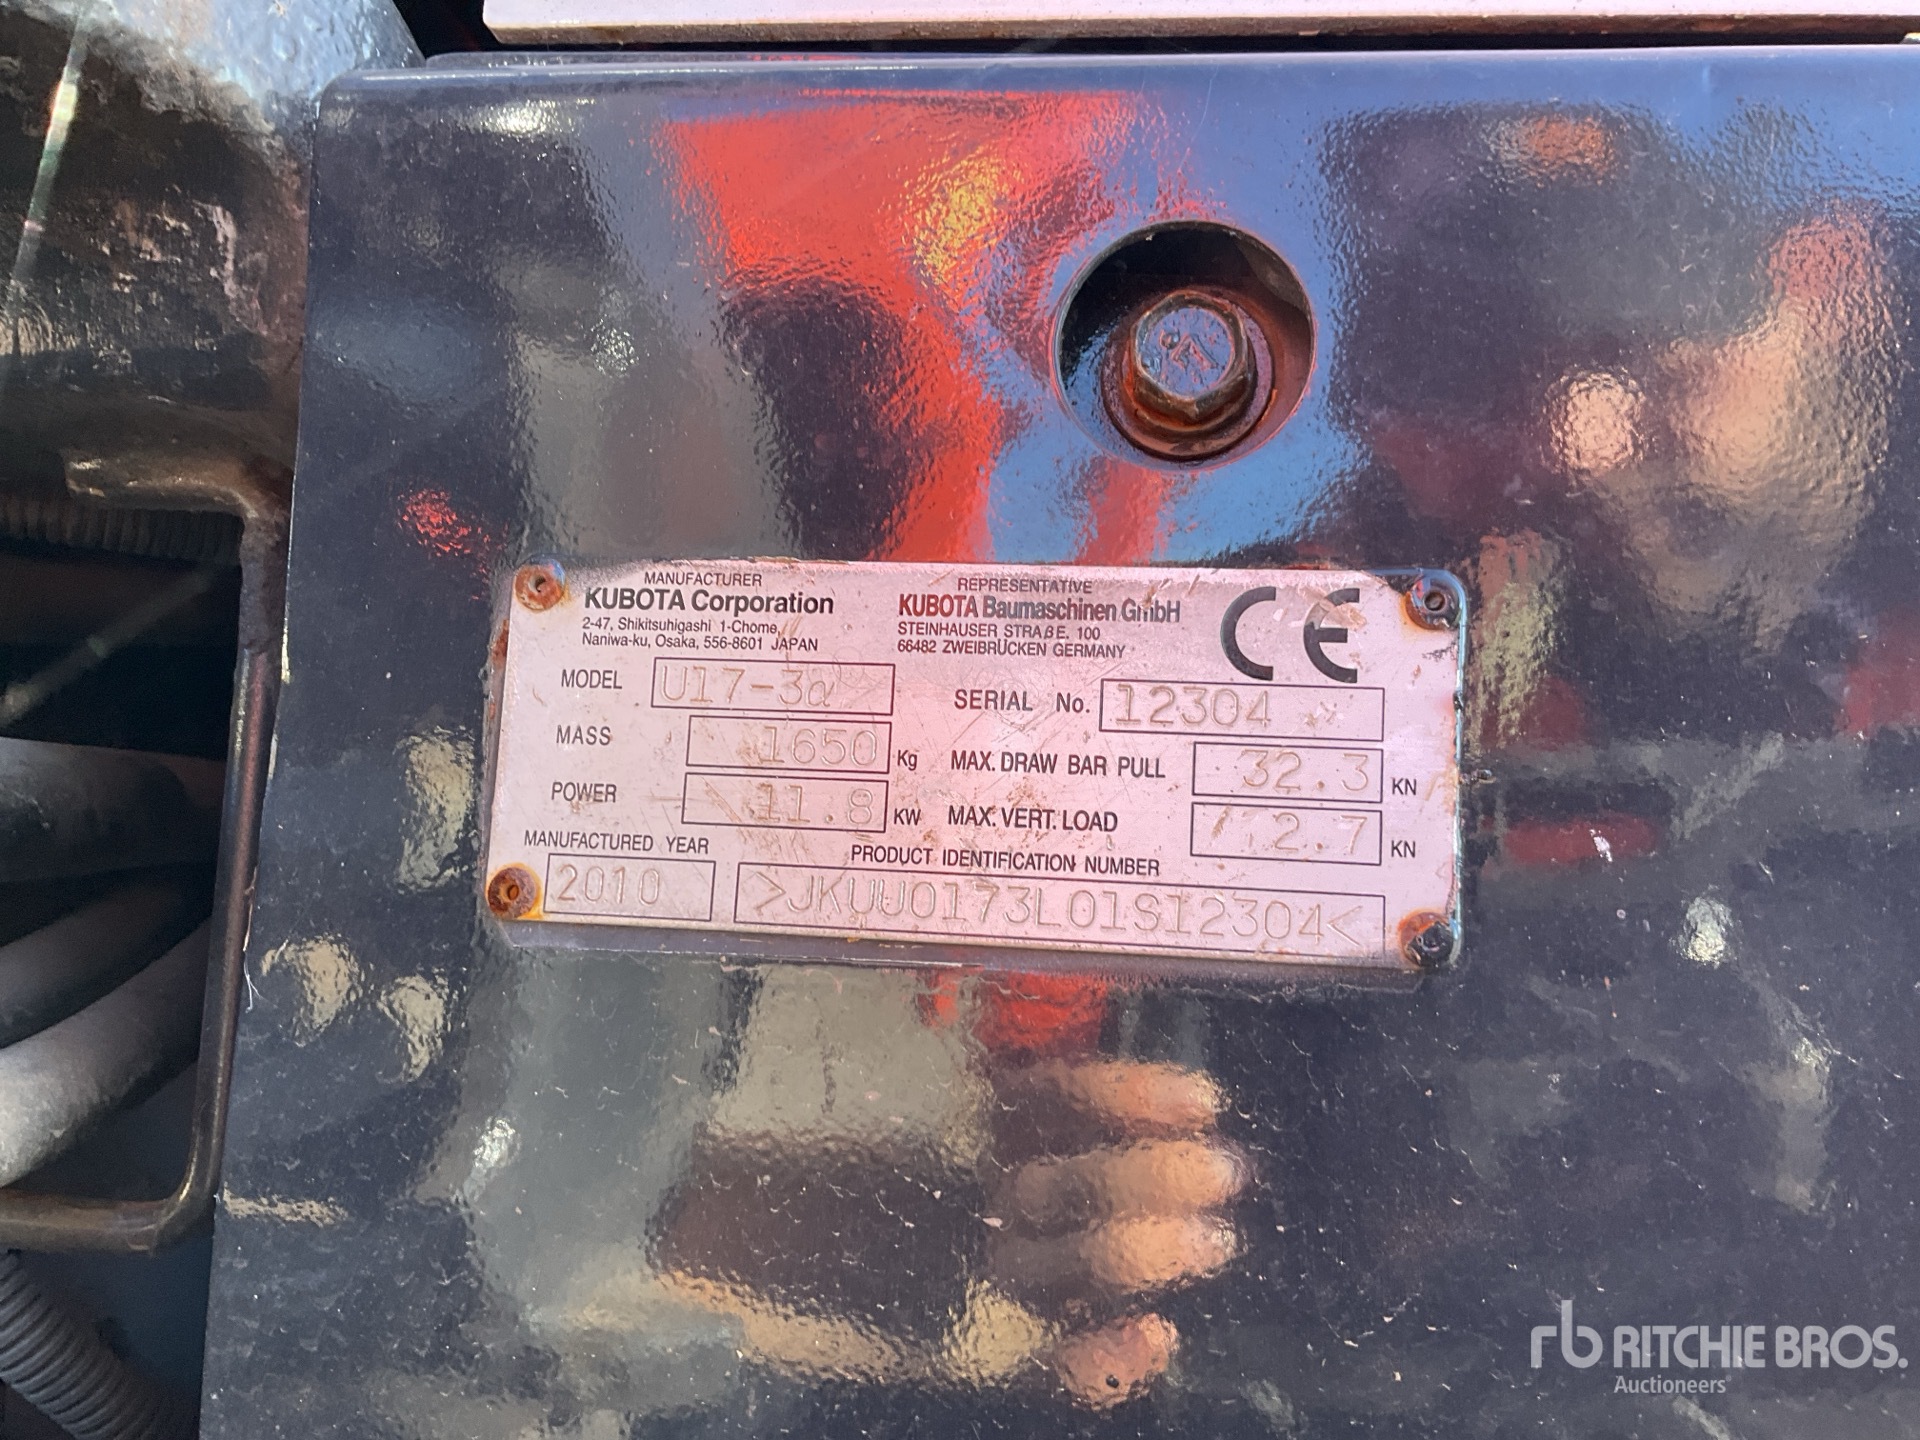 MANUFACTURER
KUBOTA Corporation
2-47, Shikitsuhigashi 1-Chome,
Naniwa-ku, Osaka, 556-8601 JAPAN
REPRESENTATIVE
KUBOTA Baumaschinen GmbH
STEINHAUSER STRAßE. 100
66482 ZWEIBRÜCKEN GERMANY
CE
MODEL U17-3α
SERIAL No. 12304
MASS 1650 Kg
MAX. DRAW BAR PULL 32.3 KN
POWER 11.8 KW
MAX. VERT. LOAD 2.7 KN
MANUFACTURED YEAR
2010
PRODUCT IDENTIFICATION NUMBER
>JKUU0173L01S12304<
rb RITCHIE BROS.
Auctioneers